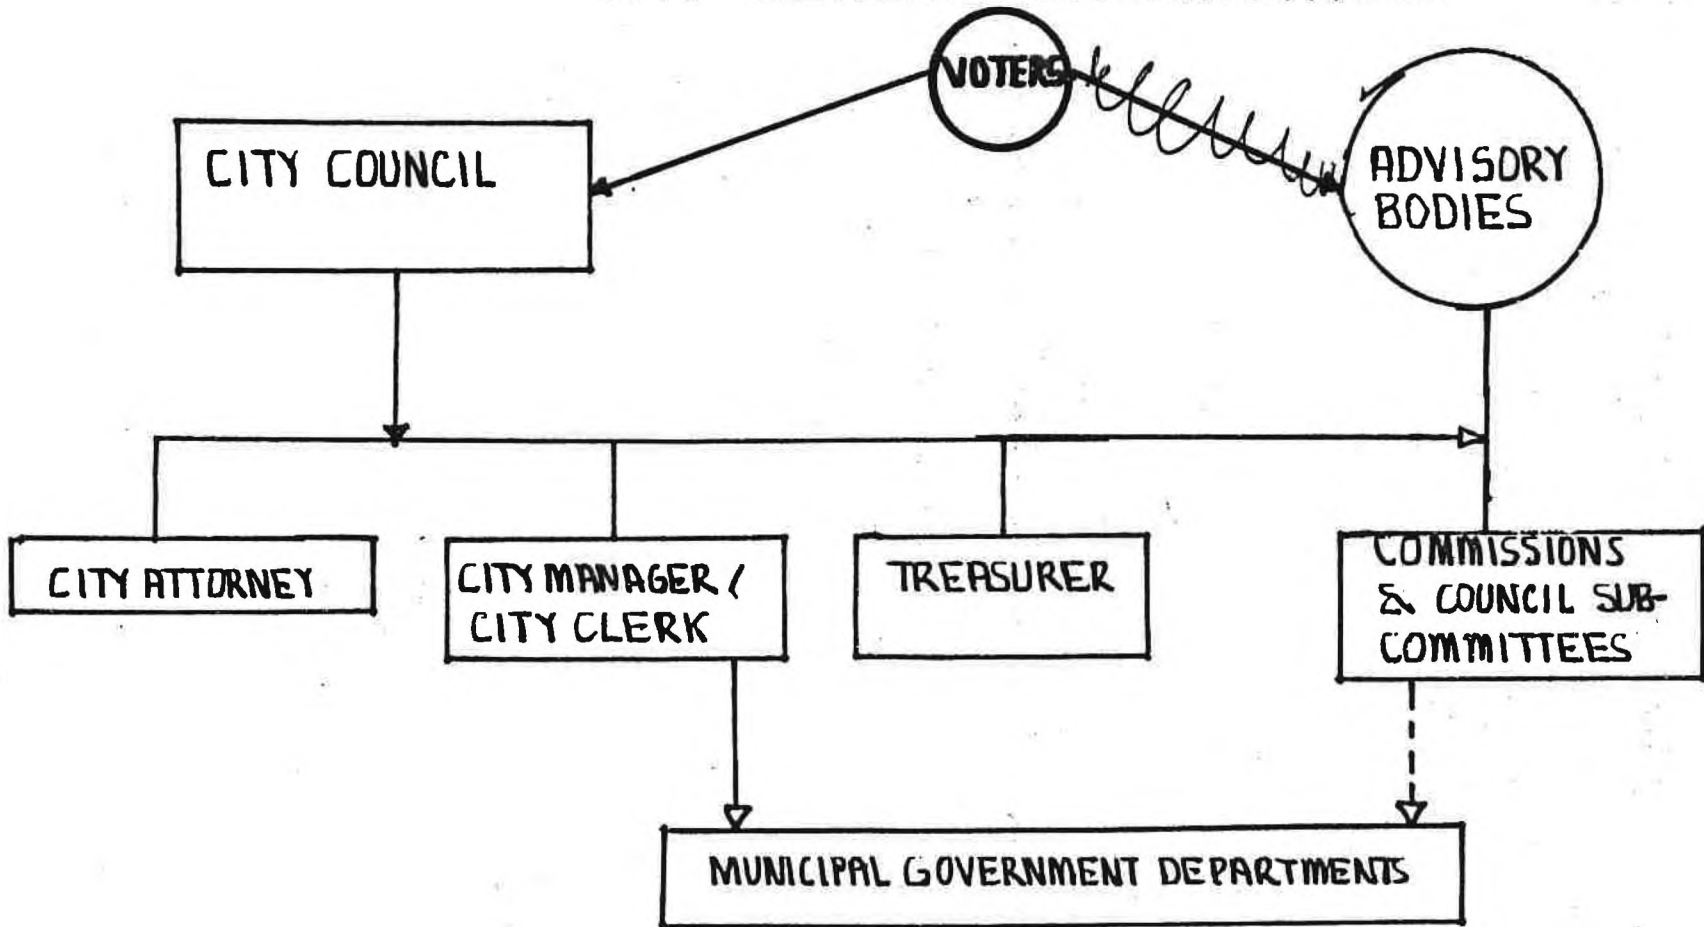 VOTERS
CITY COUNCIL
ADVISORY
BODIES
CITY ATTORNEY
CITY MANAGER /
CITY CLERK
TREASURER
COMMISSIONS
& COUNCIL SUB-
COMMITTEES
MUNICIPAL GOVERNMENT DEPARTMENTS